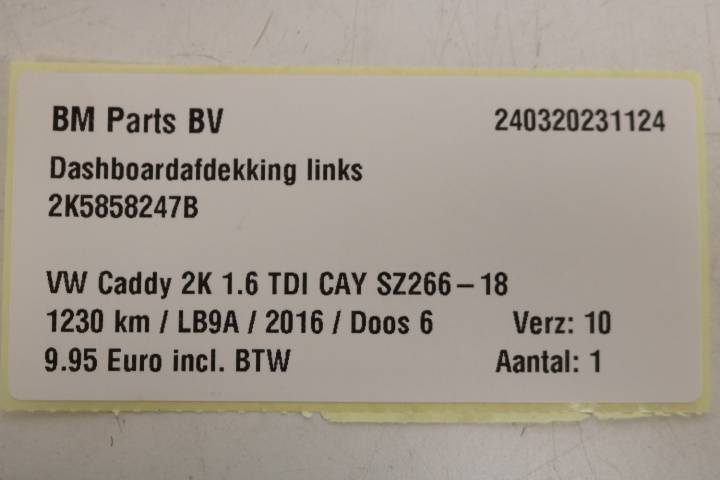 BM Parts BV 240320231124
Dashboardafdekking links
2K5858247B
VW Caddy 2K 1.6 TDI CAY SZ266-18
1230 km / LB9A / 2016 / Doos 6 Verz: 10
9.95 Euro incl. BTW Aantal: 1